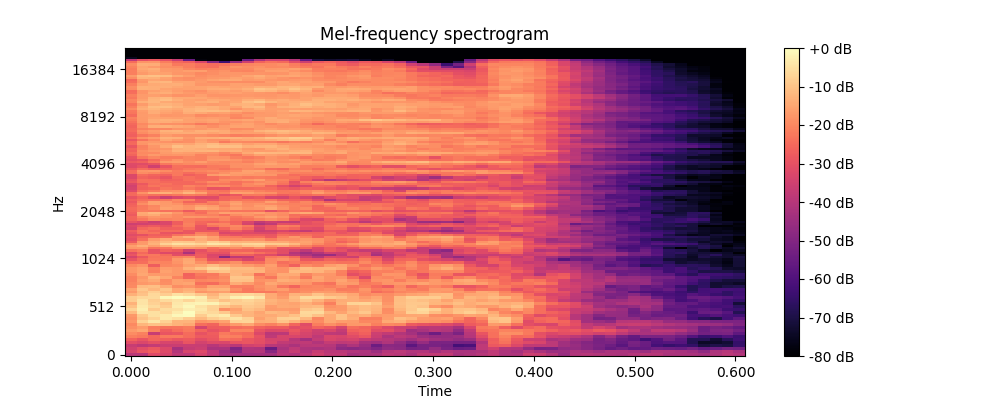 Mel-frequency spectrogram
Hz
16384
8192
4096
2048
1024
512
0
0.000 0.100 0.200 0.300 0.400 0.500 0.600
Time
+0 dB
-10 dB
-20 dB
-30 dB
-40 dB
-50 dB
-60 dB
-70 dB
-80 dB